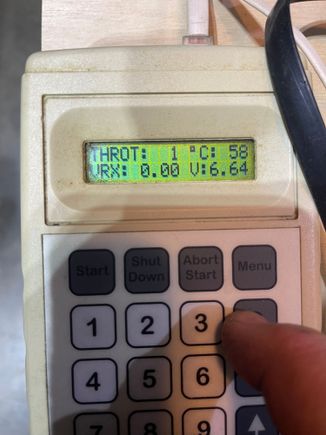 THROT: 1 °C: 58
VRX: 0.00 V:6.64
Start
Shut Down
Abort Start
Menu
1 2 3
4 5 6
7 8 9